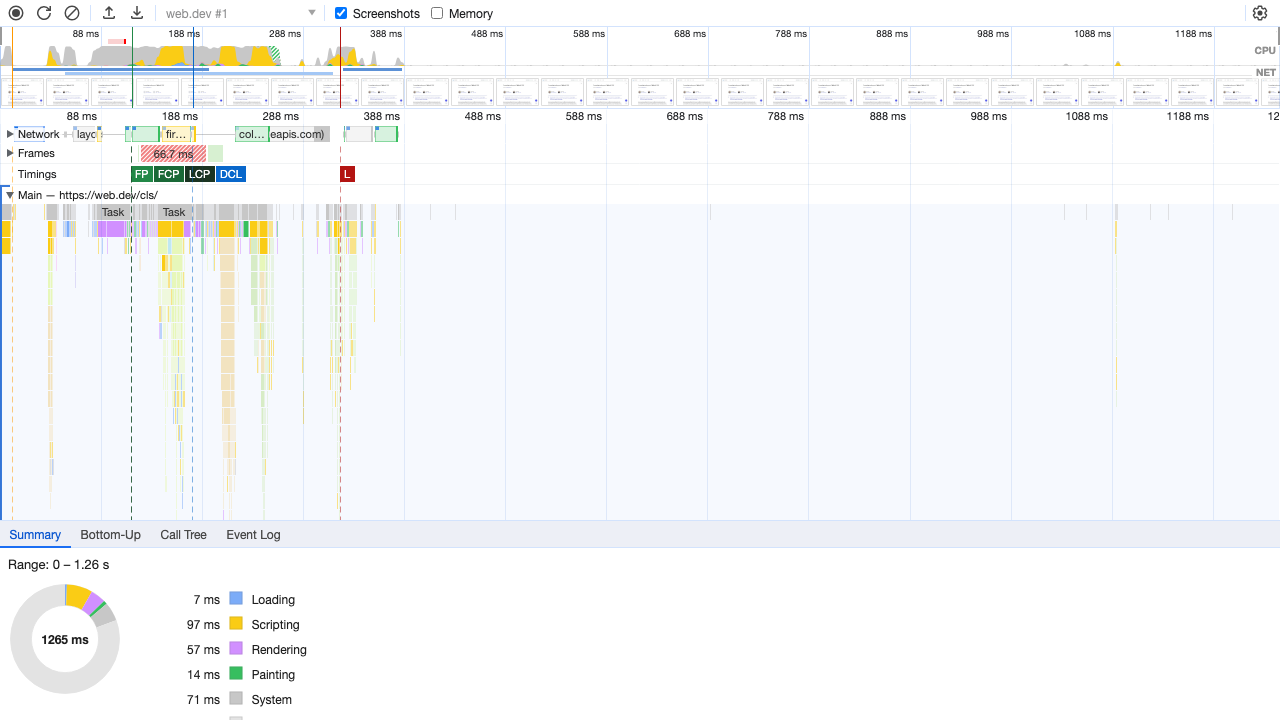 web.dev #1 Screenshots Memory
88 ms 188 ms 288 ms 388 ms 488 ms 588 ms 688 ms 788 ms 888 ms 988 ms 1088 ms 1188 ms
CPU
NET
88 ms 188 ms 288 ms 388 ms 488 ms 588 ms 688 ms 788 ms 888 ms 988 ms 1088 ms 1188 ms 12
Network layc fir... col... eapis.com)
Frames 66.7 ms
Timings FP FCP LCP DCL L
Main — https://web.dev/cls/
Task Task
Summary Bottom-Up Call Tree Event Log
Range: 0 – 1.26 s
1265 ms
7 ms Loading
97 ms Scripting
57 ms Rendering
14 ms Painting
71 ms System